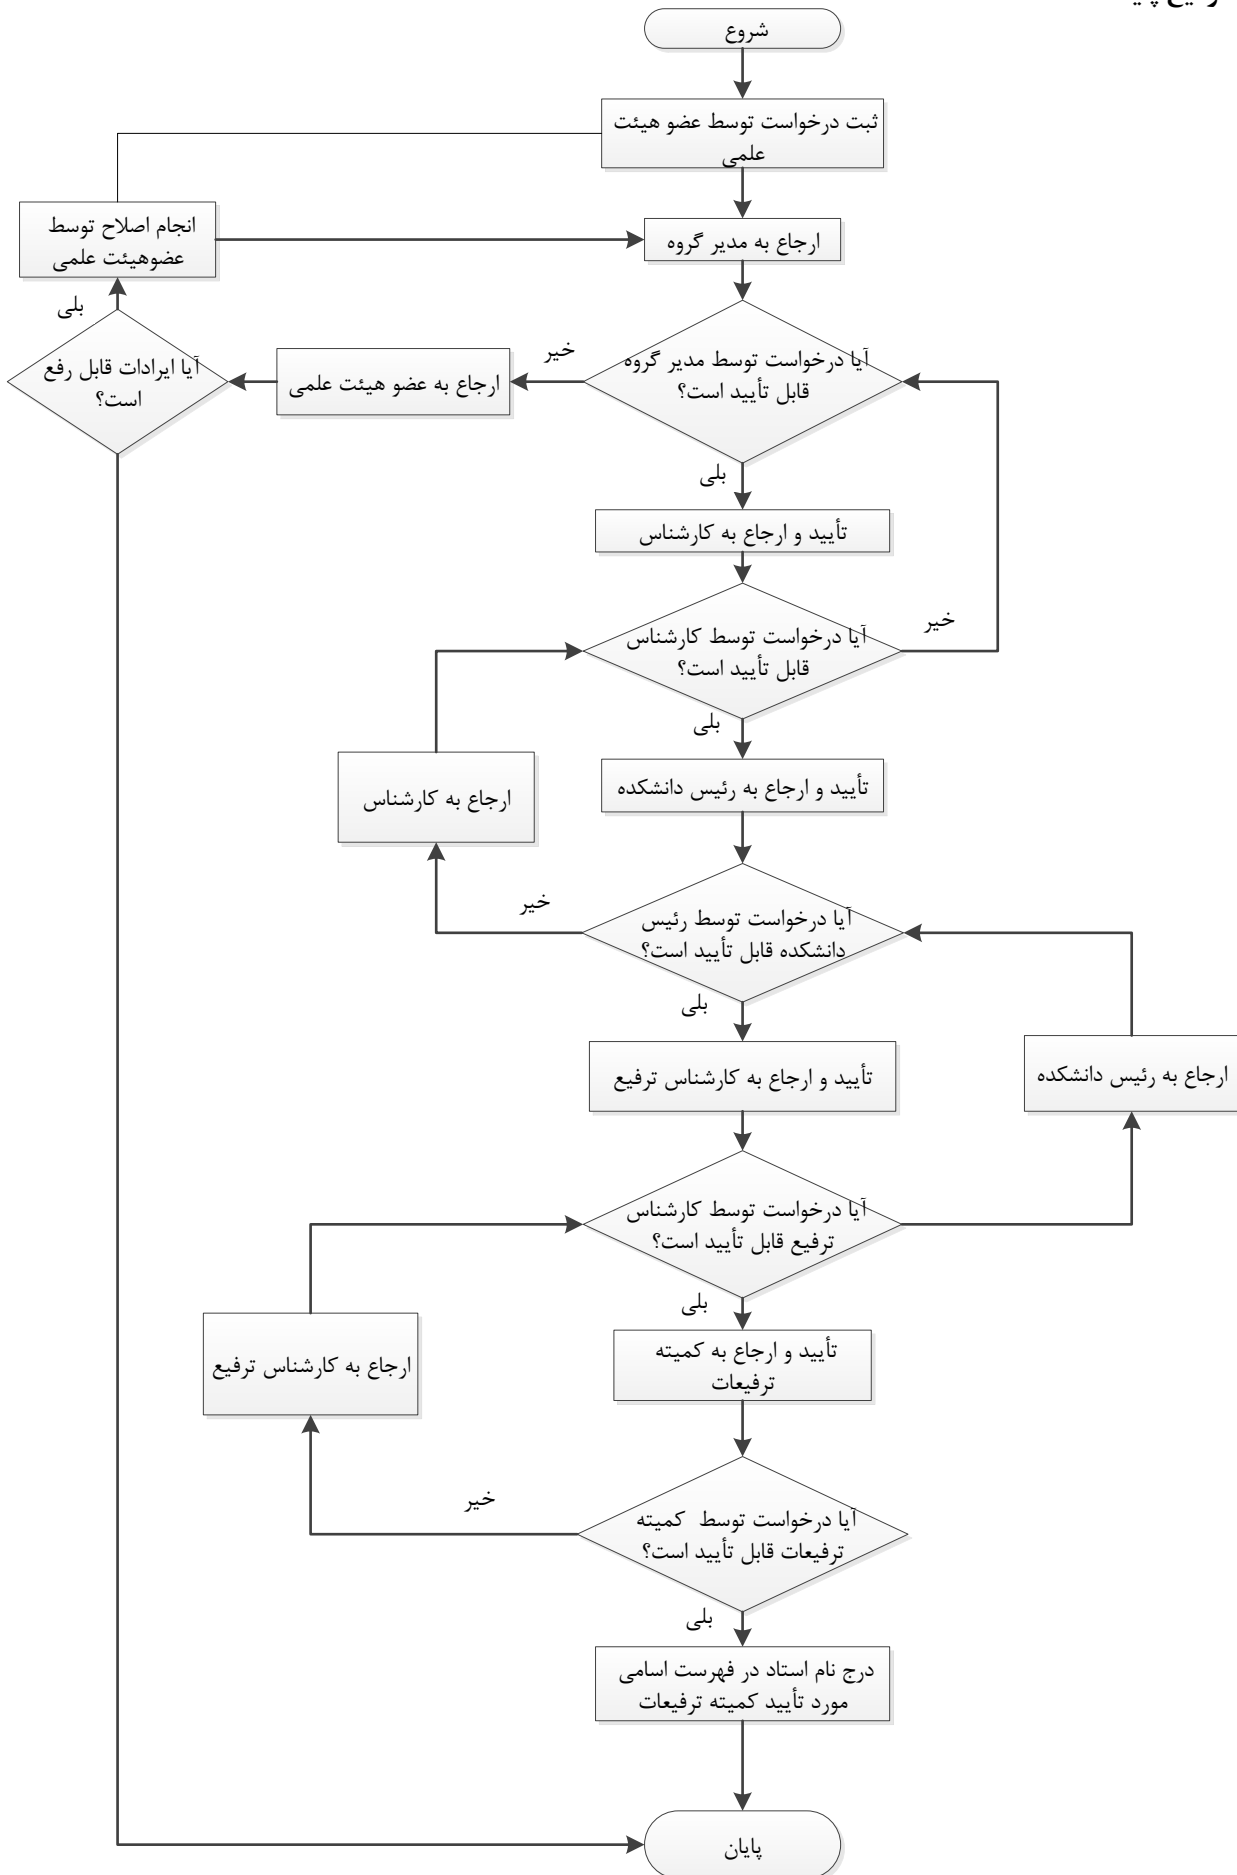 شروع
ثبت درخواست توسط عضو هیئت
علمی
انجام اصلاح توسط
عضوهیئت علمی
ارجاع به مدیر گروه
بلی
آیا ایرادات قابل رفع
است؟
ارجاع به عضو هیئت علمی
خیر
آیا درخواست توسط مدیر گروه
قابل تأیید است؟
بلی
تأیید و ارجاع به کارشناس
خیر
آیا درخواست توسط کارشناس
قابل تأیید است؟
بلی
تأیید و ارجاع به رئیس دانشکده
ارجاع به کارشناس
خیر
آیا درخواست توسط رئیس
دانشکده قابل تأیید است؟
بلی
تأیید و ارجاع به کارشناس ترفیع
ارجاع به رئیس دانشکده
آیا درخواست توسط کارشناس
ترفیع قابل تأیید است؟
بلی
تأیید و ارجاع به کمیته
ترفیعات
ارجاع به کارشناس ترفیع
خیر
آیا درخواست توسط کمیته
ترفیعات قابل تأیید است؟
بلی
درج نام استاد در فهرست اسامی
مورد تأیید کمیته ترفیعات
پایان